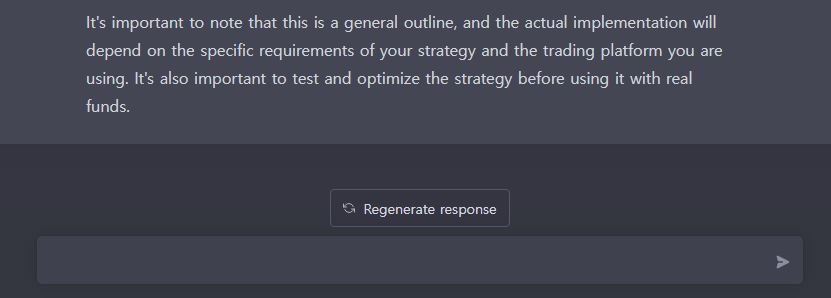 It's important to note that this is a general outline, and the actual implementation will
depend on the specific requirements of your strategy and the trading platform you are
using. It's also important to test and optimize the strategy before using it with real
funds.
Regenerate response